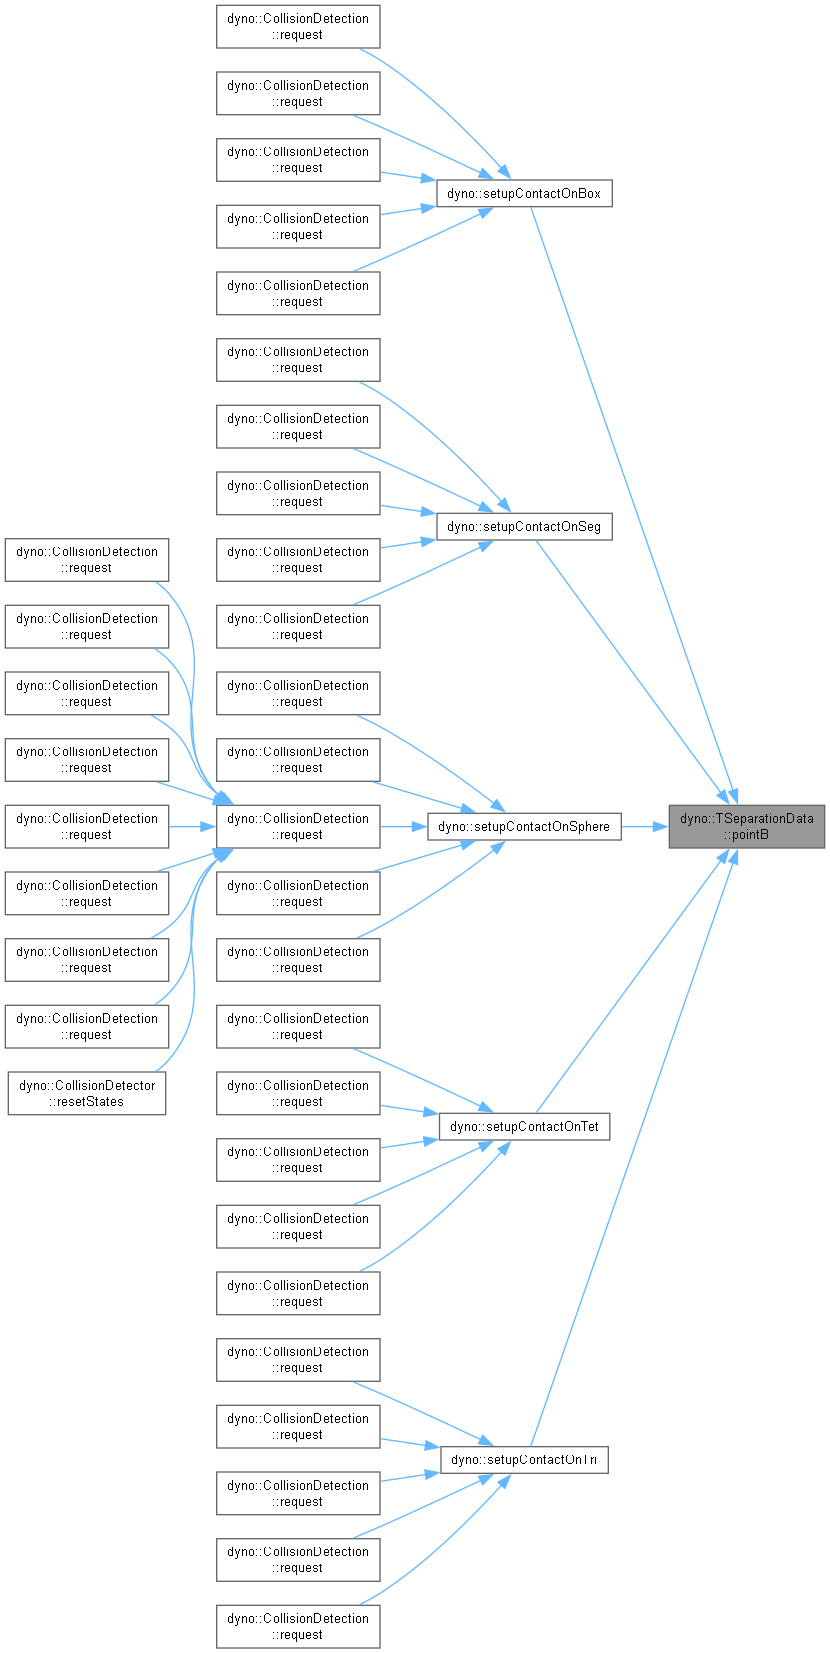 dyno::CollisionDetection
::request
dyno::CollisionDetection
::request
dyno::CollisionDetection
::request
dyno::CollisionDetection
::request
dyno::CollisionDetection
::request
dyno::CollisionDetection
::request
dyno::CollisionDetection
::request
dyno::CollisionDetection
::request
dyno::CollisionDetector
::resetStates
dyno::CollisionDetection
::request
dyno::CollisionDetection
::request
dyno::CollisionDetection
::request
dyno::CollisionDetection
::request
dyno::CollisionDetection
::request
dyno::CollisionDetection
::request
dyno::CollisionDetection
::request
dyno::CollisionDetection
::request
dyno::CollisionDetection
::request
dyno::CollisionDetection
::request
dyno::CollisionDetection
::request
dyno::CollisionDetection
::request
dyno::CollisionDetection
::request
dyno::CollisionDetection
::request
dyno::CollisionDetection
::request
dyno::CollisionDetection
::request
dyno::CollisionDetection
::request
dyno::CollisionDetection
::request
dyno::CollisionDetection
::request
dyno::CollisionDetection
::request
dyno::CollisionDetection
::request
dyno::CollisionDetection
::request
dyno::CollisionDetection
::request
dyno::CollisionDetection
::request
dyno::CollisionDetection
::request
dyno::setupContactOnBox
dyno::setupContactOnSeg
dyno::setupContactOnSphere
dyno::setupContactOnTet
dyno::setupContactOnTri
dyno::TSeparationData
::pointB